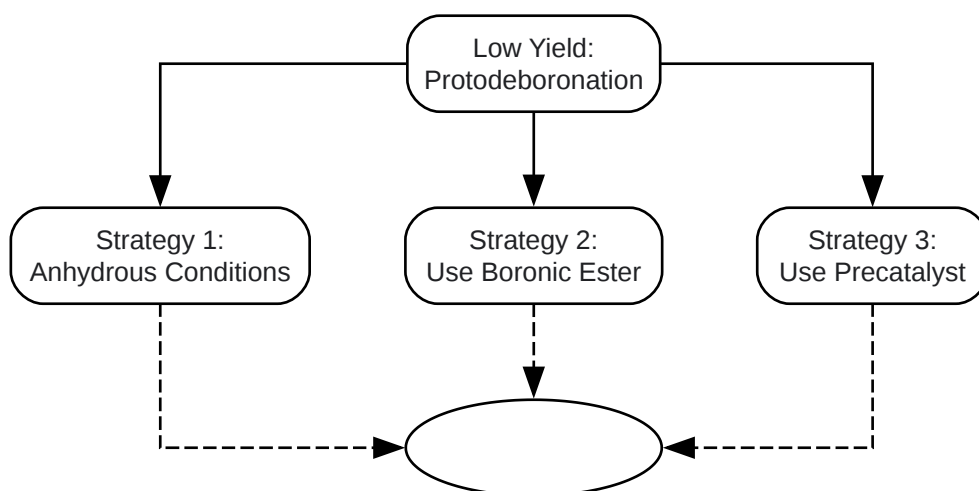 Low Yield:
Protodeboronation
Strategy 1:
Anhydrous Conditions
Strategy 2:
Use Boronic Ester
Strategy 3:
Use Precatalyst